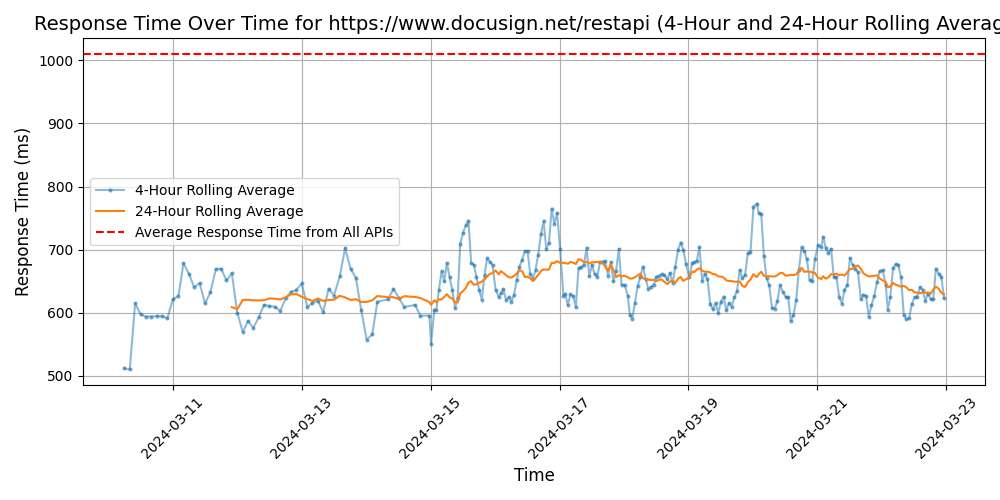 Response Time Over Time for https://www.docusign.net/restapi (4-Hour and 24-Hour Rolling Averag
1000
900
800
700
600
500
Response Time (ms)
4-Hour Rolling Average
24-Hour Rolling Average
Average Response Time from All APIs
2024-03-11
2024-03-13
2024-03-15
2024-03-17
2024-03-19
2024-03-21
2024-03-23
Time